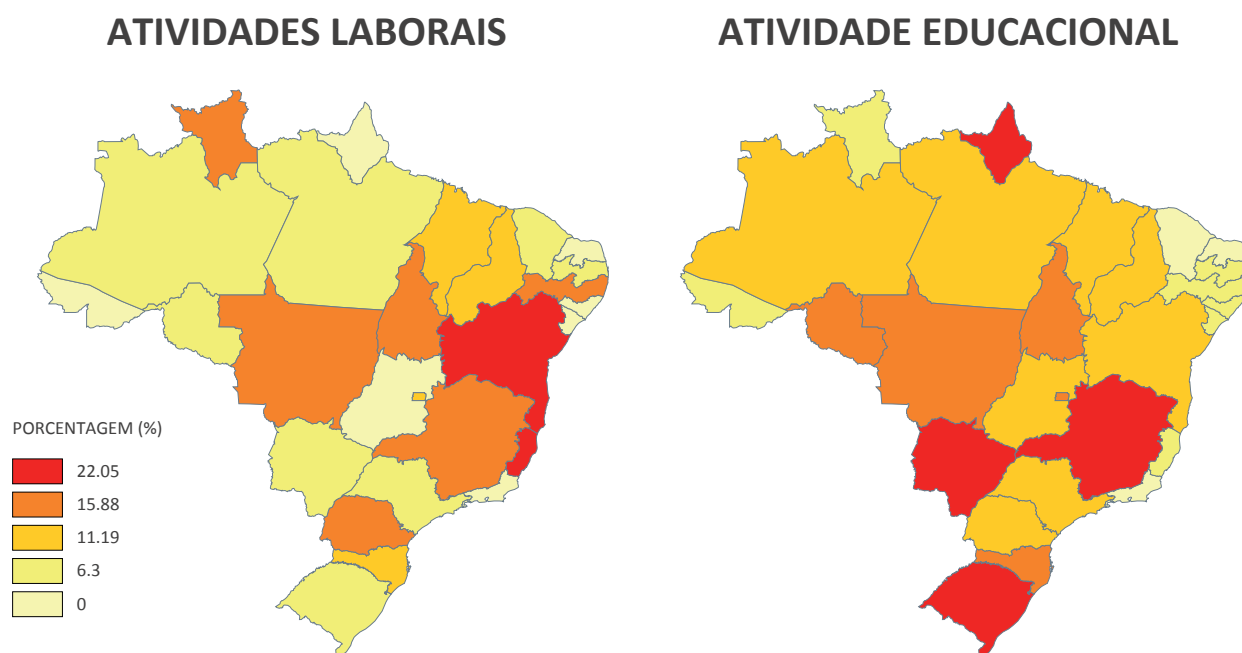 ATIVIDADES LABORAIS
ATIVIDADE EDUCACIONAL
PORCENTAGEM (%)
22.05
15.88
11.19
6.3
0